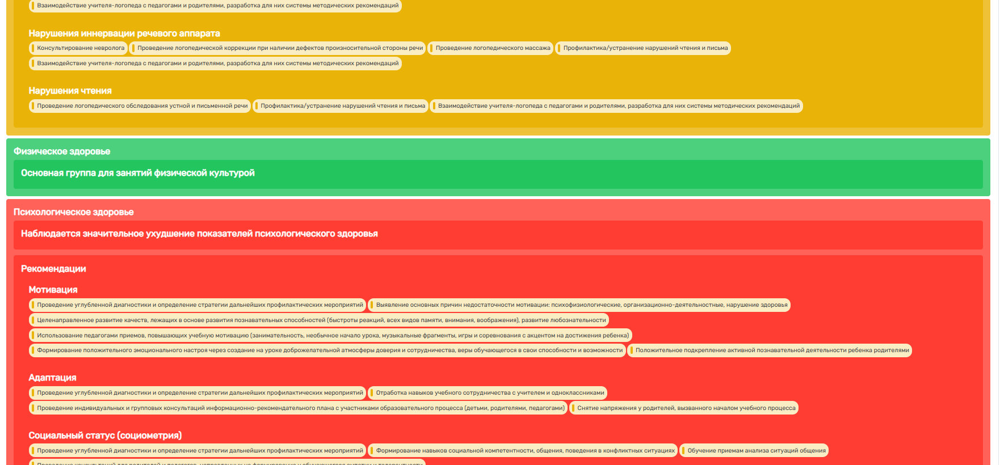 Взаимодействие учителя-логопеда с педагогами и родителями, разработка для них системы методических рекомендаций
Нарушения иннервации речевого аппарата
Консультирование невролога Проведение логопедической коррекции при наличии дефектов произносительной стороны речи Проведение логопедического массажа Профилактика/устранение нарушений чтения и письма
Взаимодействие учителя-логопеда с педагогами и родителями, разработка для них системы методических рекомендаций
Нарушения чтения
Проведение логопедического обследования устной и письменной речи Профилактика/устранение нарушений чтения и письма Взаимодействие учителя-логопеда с педагогами и родителями, разработка для них системы методических рекомендаций
Физическое здоровье
Основная группа для занятий физической культурой
Психологическое здоровье
Наблюдается значительное ухудшение показателей психологического здоровья
Рекомендации
Мотивация
Проведение углубленной диагностики и определение стратегии дальнейших профилактических мероприятий Выявление основных причин недостаточности мотивации: психофизиологические, организационно-деятельностные, нарушение здоровья
Целенаправленное развитие качеств, лежащих в основе развития познавательных способностей (быстроты реакций, всех видов памяти, внимания, воображения), развитие любознательности
Использование педагогами приемов, повышающих учебную мотивацию (занимательность, необычное начало урока, музыкальные фрагменты, игры и соревнования с акцентом на достижения ребенка)
Формирование положительного эмоционального настроя через создание на уроке доброжелательной атмосферы доверия и сотрудничества, веры обучающегося в свои способности и возможности Положительное подкрепление активной познавательной деятельности ребенка родителями
Адаптация
Проведение углубленной диагностики и определение стратегии дальнейших профилактических мероприятий Отработка навыков учебного сотрудничества с учителем и одноклассниками
Проведение индивидуальных и групповых консультаций информационно-рекомендательного плана с участниками образовательного процесса (детьми, родителями, педагогами) Снятие напряжения у родителей, вызванного началом учебного процесса
Социальный статус (социометрия)
Проведение углубленной диагностики и определение стратегии дальнейших профилактических мероприятий Формирование навыков социальной компетентности, общения, поведения в конфликтных ситуациях Обучение приемам анализа ситуаций общения
Проведение консультаций для родителей и педагогов, направленных на формирование у обучающегося эмпатии и толерантности